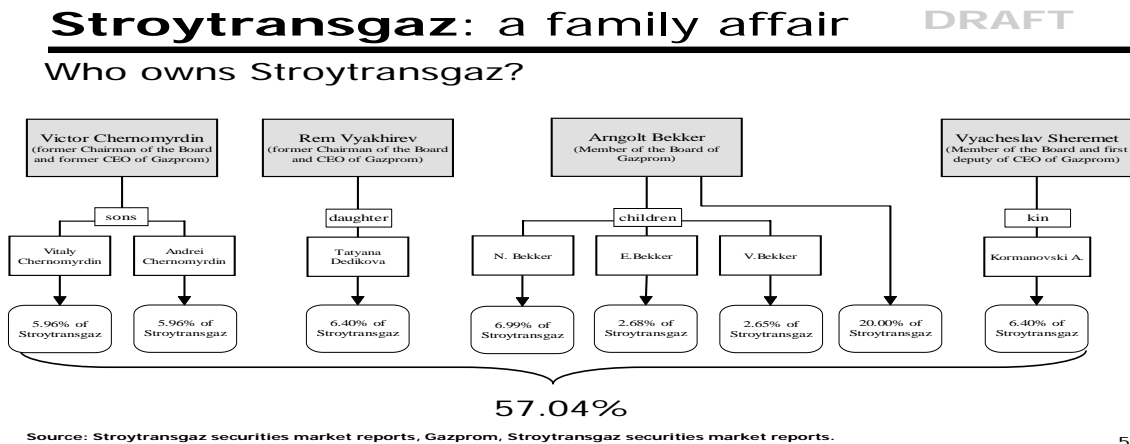 Stroytransgaz: a family affair
DRAFT
Who owns Stroytransgaz?
Victor Chernomyrdin
(former Chairman of the Board
and former CEO of Gazprom)
Rem Vyakhirev
(former Chairman of the Board
and CEO of Gazprom)
Arngolt Bekker
(Member of the Board of
Gazprom)
Vyacheslav Sheremet
(Member of the Board and first
deputy of CEO of Gazprom)
sons
daughter
children
kin
Vitaly
Chernomyrdin
Andrei
Chernomyrdin
Tatyana
Dedikova
N. Bekker
E.Bekker
V.Bekker
Kormanovski A.
5.96% of
Stroytransgaz
5.96% of
Stroytransgaz
6.40% of
Stroytransgaz
6.99% of
Stroytransgaz
2.68% of
Stroytransgaz
2.65% of
Stroytransgaz
20.00% of
Stroytransgaz
6.40% of
Stroytransgaz
57.04%
Source: Stroytransgaz securities market reports, Gazprom, Stroytransgaz securities market reports.
5